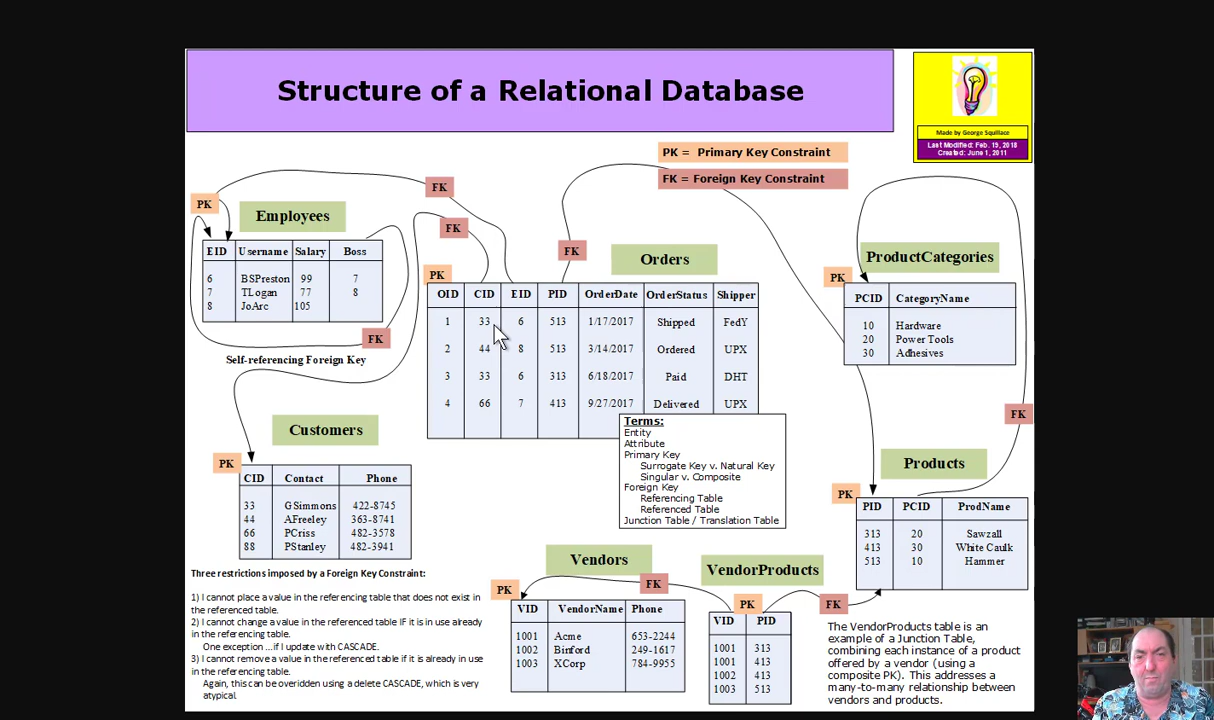 Structure of a Relational Database
Made by George Squillace
Last Modified: Feb. 19, 2018
Created: June 1, 2011
PK = Primary Key Constraint
FK = Foreign Key Constraint
FK
PK
Employees
FK
EID Username Salary Boss
6 BSPreston 99 7
7 TLogan 77 8
8 JoArc 105
FK
Self-referencing Foreign Key
FK
Orders
PK
OID CID EID PID OrderDate OrderStatus Shipper
1 33 6 513 1/17/2017 Shipped FedY
2 44 8 513 3/14/2017 Ordered UPX
3 33 6 313 6/18/2017 Paid DHT
4 66 7 413 9/27/2017 Delivered UPX
ProductCategories
PK
PCID CategoryName
10 Hardware
20 Power Tools
30 Adhesives
FK
Terms:
Entity
Attribute
Primary Key
Surrogate Key v. Natural Key
Singular v. Composite
Foreign Key
Referencing Table
Referenced Table
Junction Table / Translation Table
Customers
PK
CID Contact Phone
33 GSimmons 422-8745
44 AFreeley 363-8741
66 PCriss 482-3578
88 PStanley 482-3941
Products
PK
PID PCID ProdName
313 20 Sawzall
413 30 White Caulk
513 10 Hammer
Three restrictions imposed by a Foreign Key Constraint:
1) I cannot place a value in the referencing table that does not exist in
the referenced table.
2) I cannot change a value in the referenced table IF it is in use already
in the referencing table.
One exception ...if I update with CASCADE.
3) I cannot remove a value in the referenced table if it is already in use
in the referencing table.
Again, this can be overidden using a delete CASCADE, which is very
atypical.
Vendors
PK
FK
VID VendorName Phone
1001 Acme 653-2244
1002 Binford 249-1617
1003 XCorp 784-9955
VendorProducts
PK
FK
VID PID
1001 313
1001 413
1002 413
1003 513
The VendorProducts table is an
example of a Junction Table,
combining each instance of a product
offered by a vendor (using a
composite PK). This addresses a
many-to-many relationship between
vendors and products.